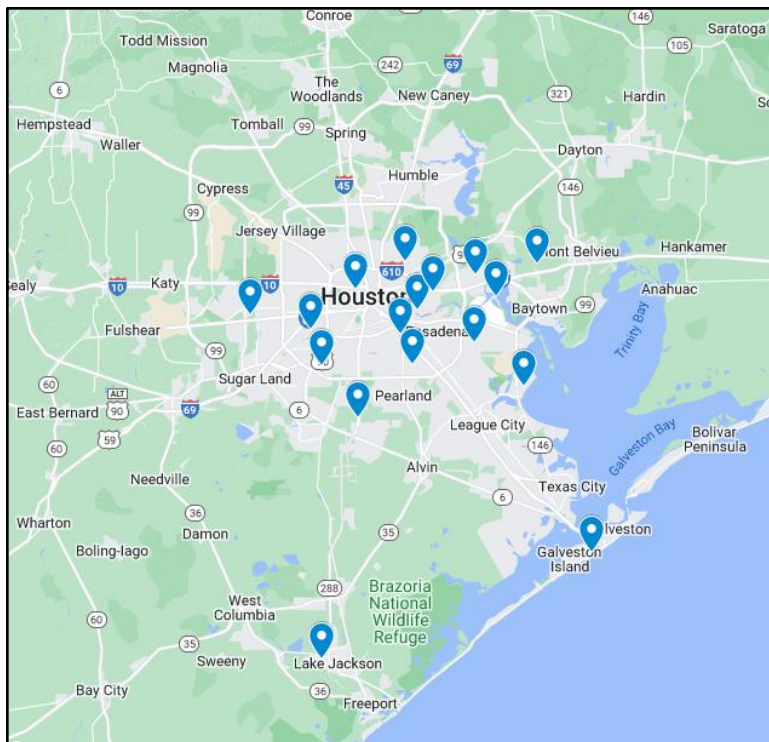 Conroe
146
Saratoga
Todd Mission
105
242
69
Magnolia
The
Woodlands
6
New Caney
321
Hardin
Hempstead
Tomball
99
Spring
Waller
Dayton
45
Humble
146
Cypress
99
Jersey Village
Mont Belvieu
Hankamer
610
10
Katy
10
Houston
Anahuac
Baytown
99
Fulshear
Pasadena
Trinity Bay
99
90
Sugar Land
60
ALT
90
East Bernard
69
6
Pearland
59
League City
60
Galveston Bay
Bolivar
Peninsula
146
Alvin
Needville
Texas City
6
36
Wharton
Damon
35
Galveston
Island
Boling-Iago
288
Brazoria
National
Wildlife
Refuge
West
Columbia
60
35
Sweeny
Lake Jackson
36
Bay City
Freeport